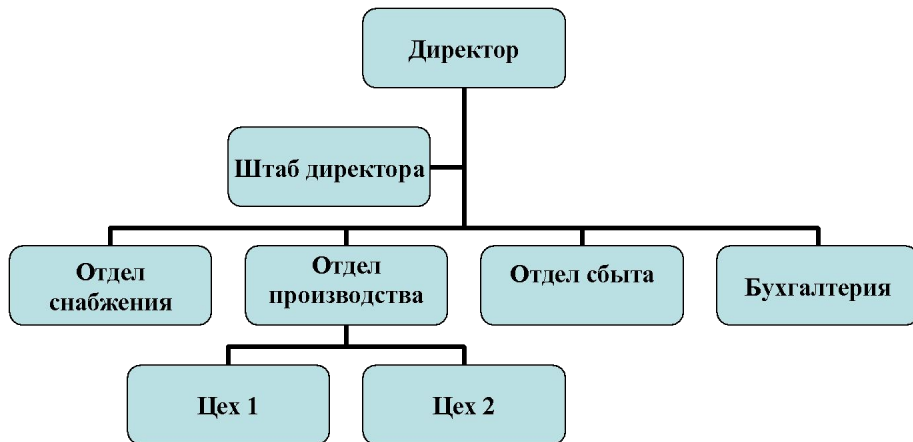 Директор
Штаб директора
Отдел
снабжения
Отдел
производства
Отдел сбыта
Бухгалтерия
Цех 1
Цех 2